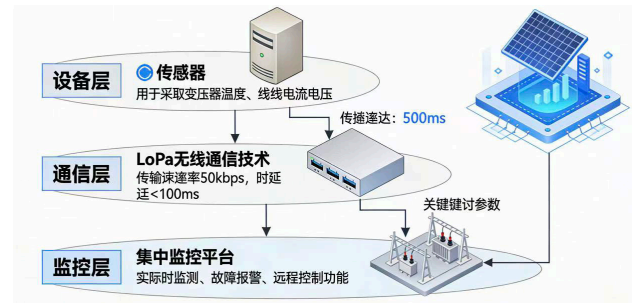 设备层
传感器
用于采取变压器温度、线线电流电压
传揰率达：500ms
通信层
LoPa无线通信技术
传输速率率50kbps，时延
迋<100ms
关键键讨参数
监控层
集中监控平台
实际时监测、故障报警、远程控制功能